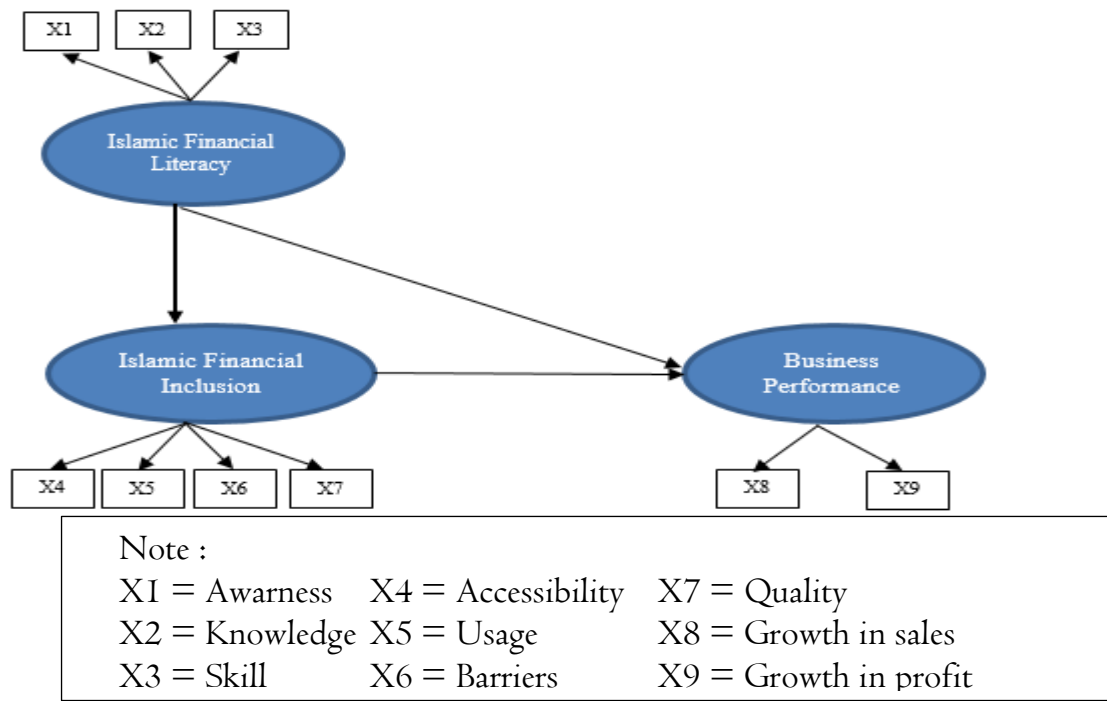 X1 X2 X3
Islamic Financial
Literacy
Islamic Financial
Inclusion
Business
Performance
X4 X5 X6 X7
X8 X9
Note :
X1 = Awarness X4 = Accessibility X7 = Quality
X2 = Knowledge X5 = Usage X8 = Growth in sales
X3 = Skill X6 = Barriers X9 = Growth in profit